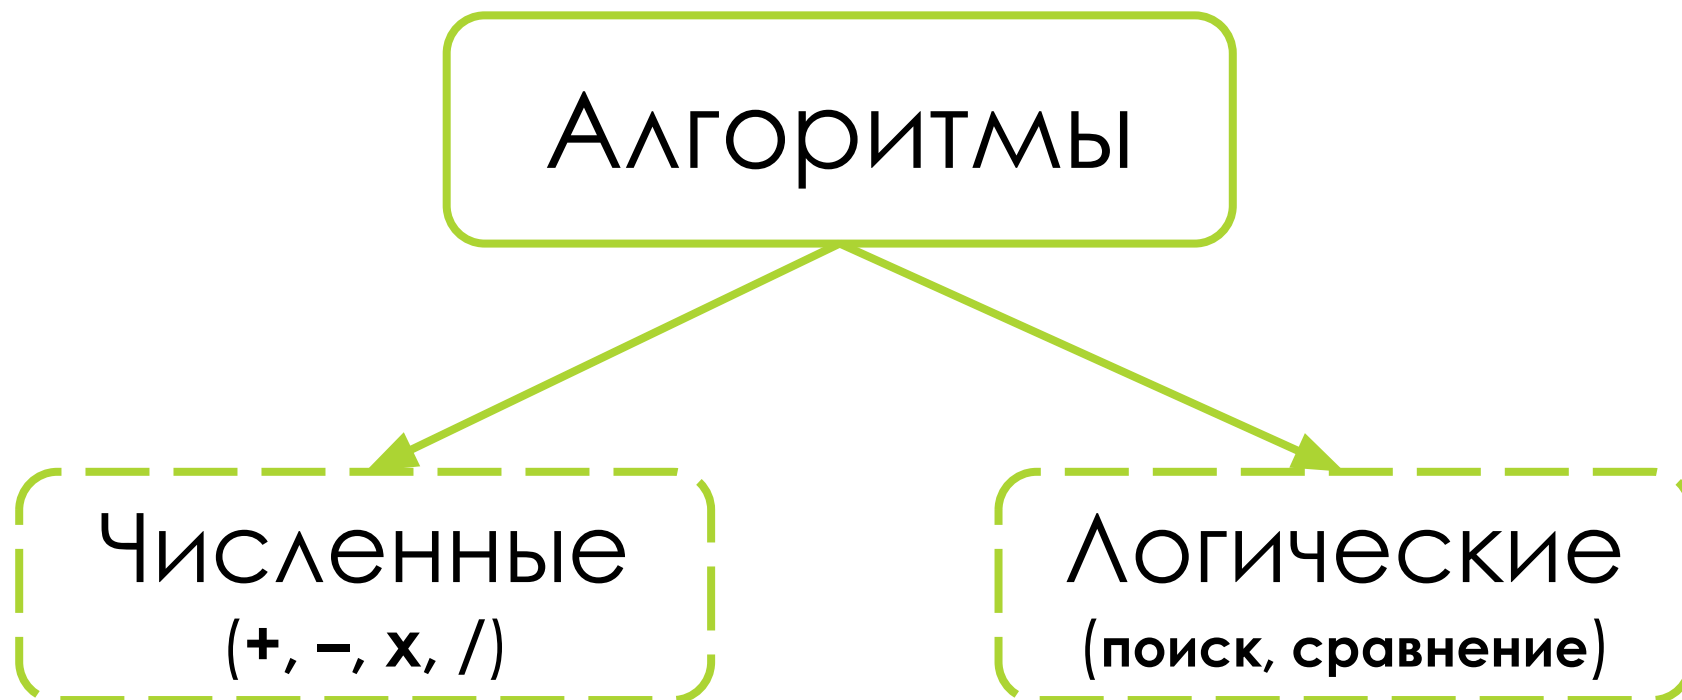 Алгоритмы
Численные
(+, –, x, /)
Логические
(поиск, сравнение)